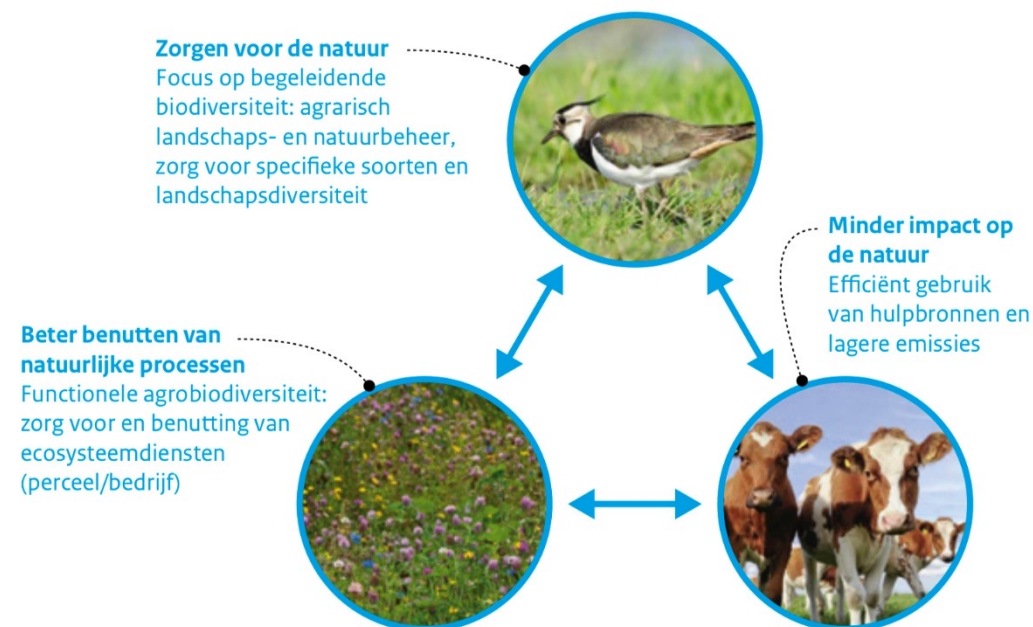 Zorgen voor de natuur
Focus op begeleidende
biodiversiteit: agrarisch
landschaps- en natuurbeheer,
zorg voor specifieke soorten en
landschapsdiversiteit
Minder impact op
de natuur
Efficiënt gebruik
van hulpbronnen en
lagere emissies
Beter benutten van
natuurlijke processen
Functionele agrobiodiversiteit:
zorg voor en benutting van
ecosysteemdiensten
(perceel/bedrijf)